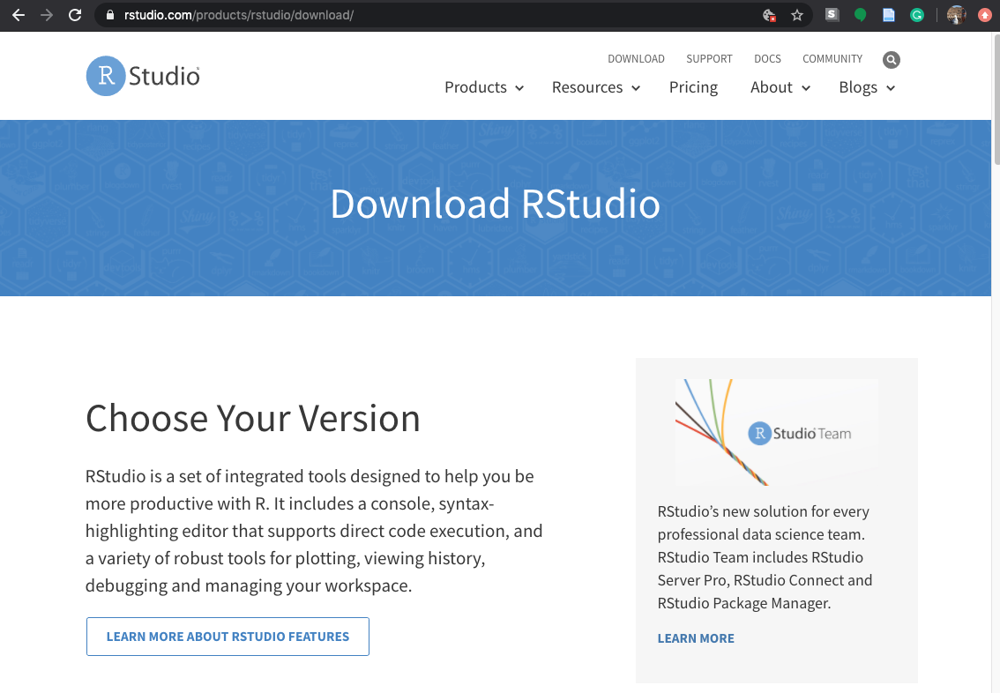 rstudio.com/products/rstudio/download/
DOWNLOAD SUPPORT DOCS COMMUNITY
R Studio
Products Resources Pricing About Blogs
Download RStudio
Choose Your Version
RStudio is a set of integrated tools designed to help you be
more productive with R. It includes a console, syntax-
highlighting editor that supports direct code execution, and
a variety of robust tools for plotting, viewing history,
debugging and managing your workspace.
LEARN MORE ABOUT RSTUDIO FEATURES
R Studio Team
RStudio’s new solution for every
professional data science team.
RStudio Team includes RStudio
Server Pro, RStudio Connect and
RStudio Package Manager.
LEARN MORE